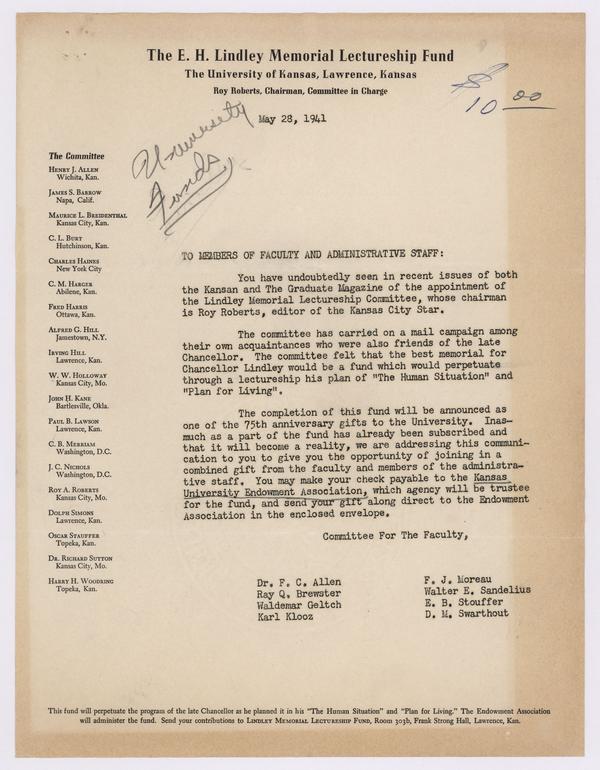 The E. H. Lindley Memorial Lectureship Fund
The University of Kansas, Lawrence, Kansas
Roy Roberts, Chairman, Committee in Charge
$
10 00
May 28, 1941
University
Funds
The Committee
HENRY J. ALLEN
Wichita, Kan.
JAMES S. BARROW
Napa, Calif.
MAURICE L. BREIDENTHAL
Kansas City, Kan.
C. L. BURT
Hutchinson, Kan.
CHARLES HAINES
New York City
C. M. HARGER
Abilene, Kan.
FRED HARRIS
Ottawa, Kan.
ALFRED G. HILL
Jamestown, N.Y.
IRVING HILL
Lawrence, Kan.
W. W. HOLLOWAY
Kansas City, Mo.
JOHN H. KANE
Bartlesville, Okla.
PAUL B. LAWSON
Lawrence, Kan.
C. B. MERRIAM
Washington, D.C.
J. C. NICHOLS
Washington, D.C.
ROY A. ROBERTS
Kansas City, Mo.
DOLPH SIMONS
Lawrence, Kan.
OSCAR STAUFFER
Topeka, Kan.
DR. RICHARD SUTTON
Kansas City, Mo.
HARRY H. WOODRING
Topeka, Kan.
TO MEMBERS OF FACULTY AND ADMINISTRATIVE STAFF:
You have undoubtedly seen in recent issues of both
the Kansan and The Graduate Magazine of the appointment of
the Lindley Memorial Lectureship Committee, whose chairman
is Roy Roberts, editor of the Kansas City Star.
The committee has carried on a mail campaign among
their own acquaintances who were also friends of the late
Chancellor. The committee felt that the best memorial for
Chancellor Lindley would be a fund which would perpetuate
through a lectureship his plan of "The Human Situation" and
"Plan for Living".
The completion of this fund will be announced as
one of the 75th anniversary gifts to the University. Inas-
much as a part of the fund has already been subscribed and
that it will become a reality, we are addressing this communi-
cation to you to give you the opportunity of joining in a
combined gift from the faculty and members of the administra-
tive staff. You may make your check payable to the Kansas
University Endowment Association, which agency will be trustee
for the fund, and send your gift along direct to the Endowment
Association in the enclosed envelope.
Committee For The Faculty,
Dr. F. C. Allen
Ray Q. Brewster
Waldemar Geltch
Karl Klooz
F. J. Moreau
Walter E. Sandelius
E. B. Stouffer
D. M. Swarthout
This fund will perpetuate the program of the late Chancellor as he planned it in his "The Human Situation" and "Plan for Living." The Endowment Association
will administer the fund. Send your contributions to LINDLEY MEMORIAL LECTURESHIP FUND, Room 303b, Frank Strong Hall, Lawrence, Kan.